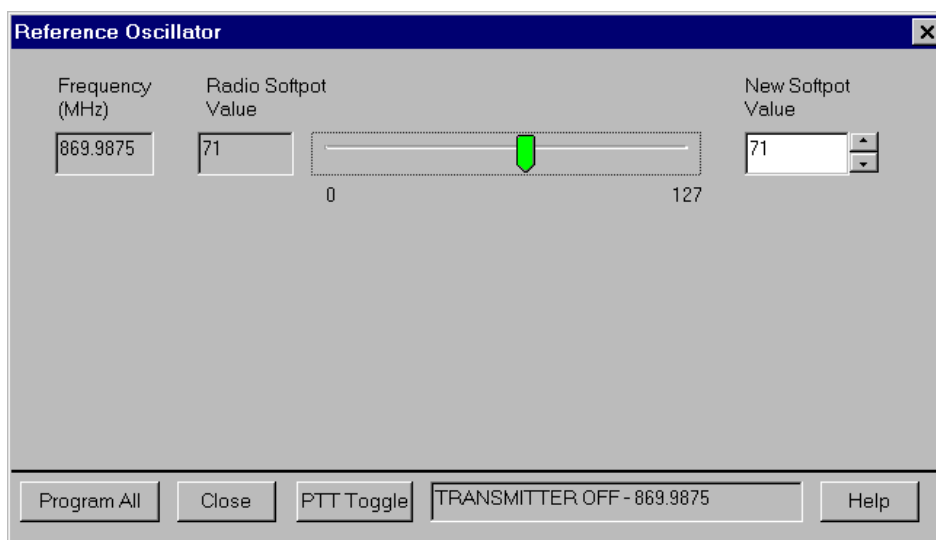 Reference Oscillator
Frequency
(MHz)
Radio Softpot
Value
New Softpot
Value
869.9875
71
71
0
127
Program All
Close
PTT Toggle
TRANSMITTER OFF - 869.9875
Help